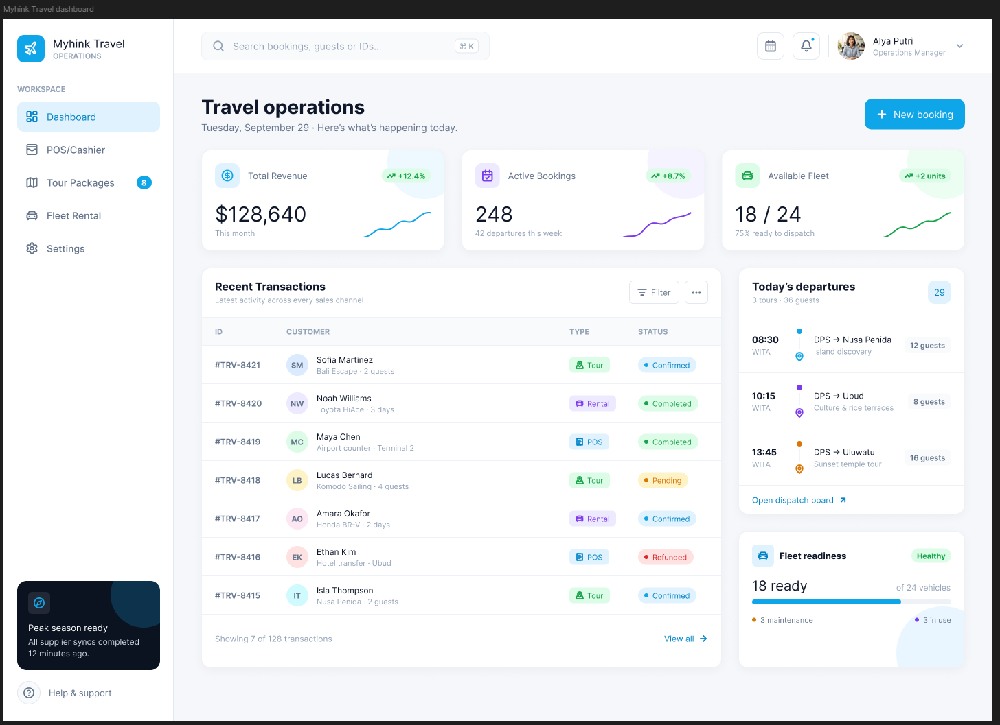 Myhink Travel dashboard
Myhink Travel
OPERATIONS
Search bookings, guests or IDs...
⌘ K
Alya Putri
Operations Manager
WORKSPACE
Dashboard
POS/Cashier
Tour Packages
8
Fleet Rental
Settings
Peak season ready
All supplier syncs completed
12 minutes ago.
Help & support
Travel operations
Tuesday, September 29 · Here’s what’s happening today.
New booking
Total Revenue
+12.4%
$128,640
This month
Active Bookings
+8.7%
248
42 departures this week
Available Fleet
+2 units
18 / 24
75% ready to dispatch
Recent Transactions
Latest activity across every sales channel
Filter
ID CUSTOMER TYPE STATUS
#TRV-8421 SM Sofia Martinez Tour Confirmed
Bali Escape · 2 guests
#TRV-8420 NW Noah Williams Rental Completed
Toyota HiAce · 3 days
#TRV-8419 MC Maya Chen POS Completed
Airport counter · Terminal 2
#TRV-8418 LB Lucas Bernard Tour Pending
Komodo Sailing · 4 guests
#TRV-8417 AO Amara Okafor Rental Confirmed
Honda BR-V · 2 days
#TRV-8416 EK Ethan Kim POS Refunded
Hotel transfer · Ubud
#TRV-8415 IT Isla Thompson Tour Confirmed
Nusa Penida · 2 guests
Showing 7 of 128 transactions
View all →
Today’s departures
3 tours · 36 guests
29
08:30 DPS → Nusa Penida 12 guests
WITA Island discovery
10:15 DPS → Ubud 8 guests
WITA Culture & rice terraces
13:45 DPS → Uluwatu 16 guests
WITA Sunset temple tour
Open dispatch board
Fleet readiness
Healthy
18 ready
of 24 vehicles
3 maintenance
3 in use